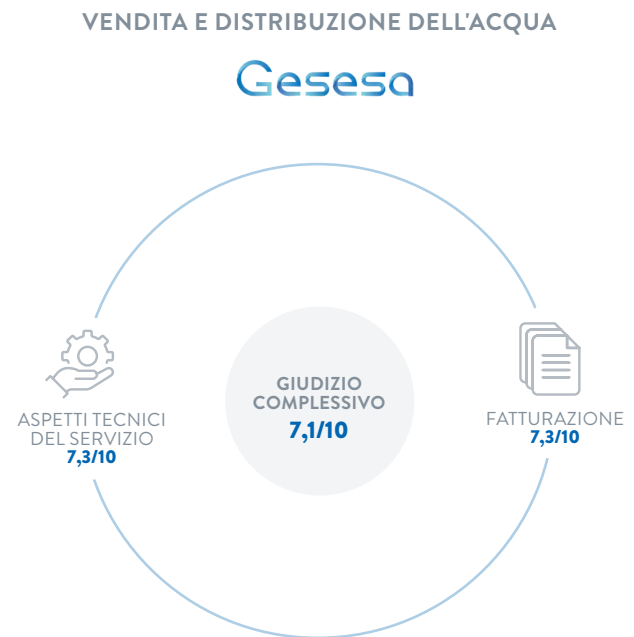 VENDITA E DISTRIBUZIONE DELL'ACQUA
Gesesa
GIUDIZIO
COMPLESSIVO
7,1/10
ASPETTI TECNICI
DEL SERVIZIO
7,3/10
FATTURAZIONE
7,3/10